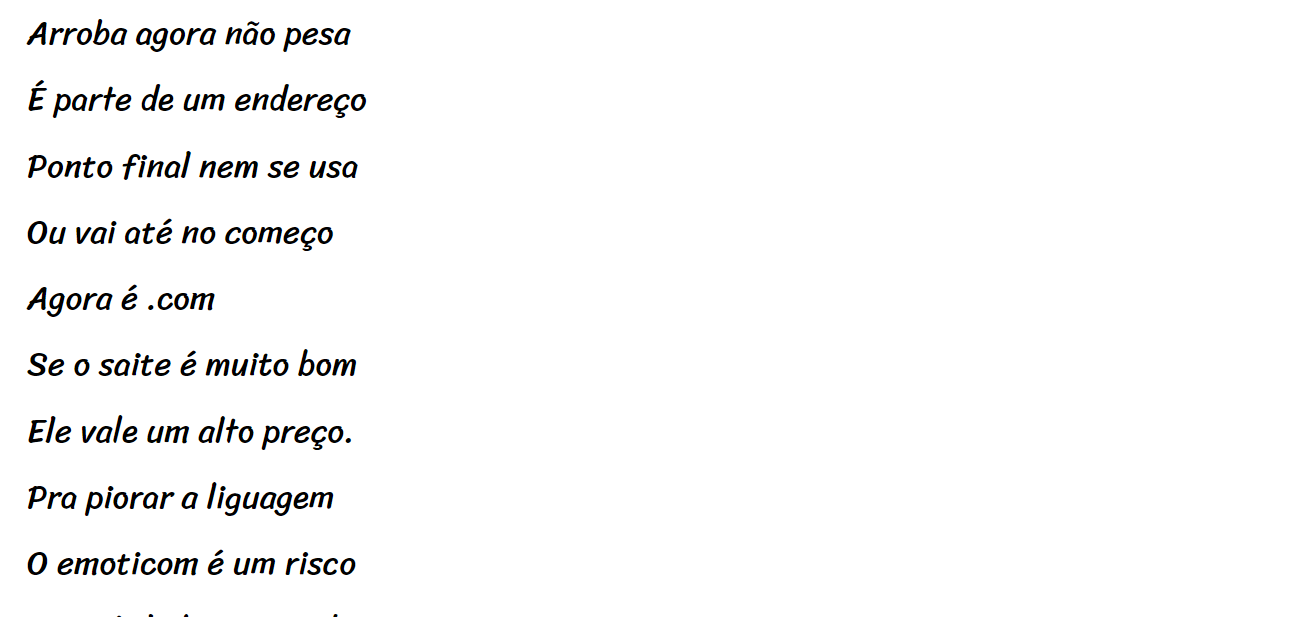 Arroba agora não pesa
É parte de um endereço
Ponto final nem se usa
Ou vai até no começo
Agora é .com
Se o saite é muito bom
Ele vale um alto preço.
Pra piorar a liguagem
O emoticom é um risco